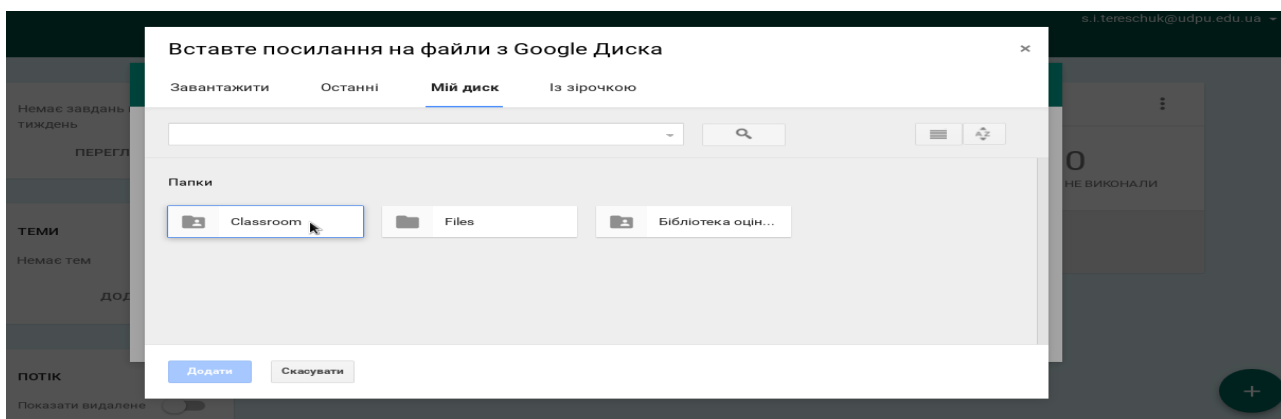 s.i.tereschuk@udpu.edu.ua
Вставте посилання на файли з Google Диска
Завантажити Останні Мій диск Із зірочкою
Папки
Classroom Files Бібліотека оцін...
Додати Скасувати
Немає завдань
тиждень
ПЕРЕГЛ
ТЕМИ
Немає тем
ДОД
ПОТІК
Показати видалене
0
НЕ ВИКОНАЛИ